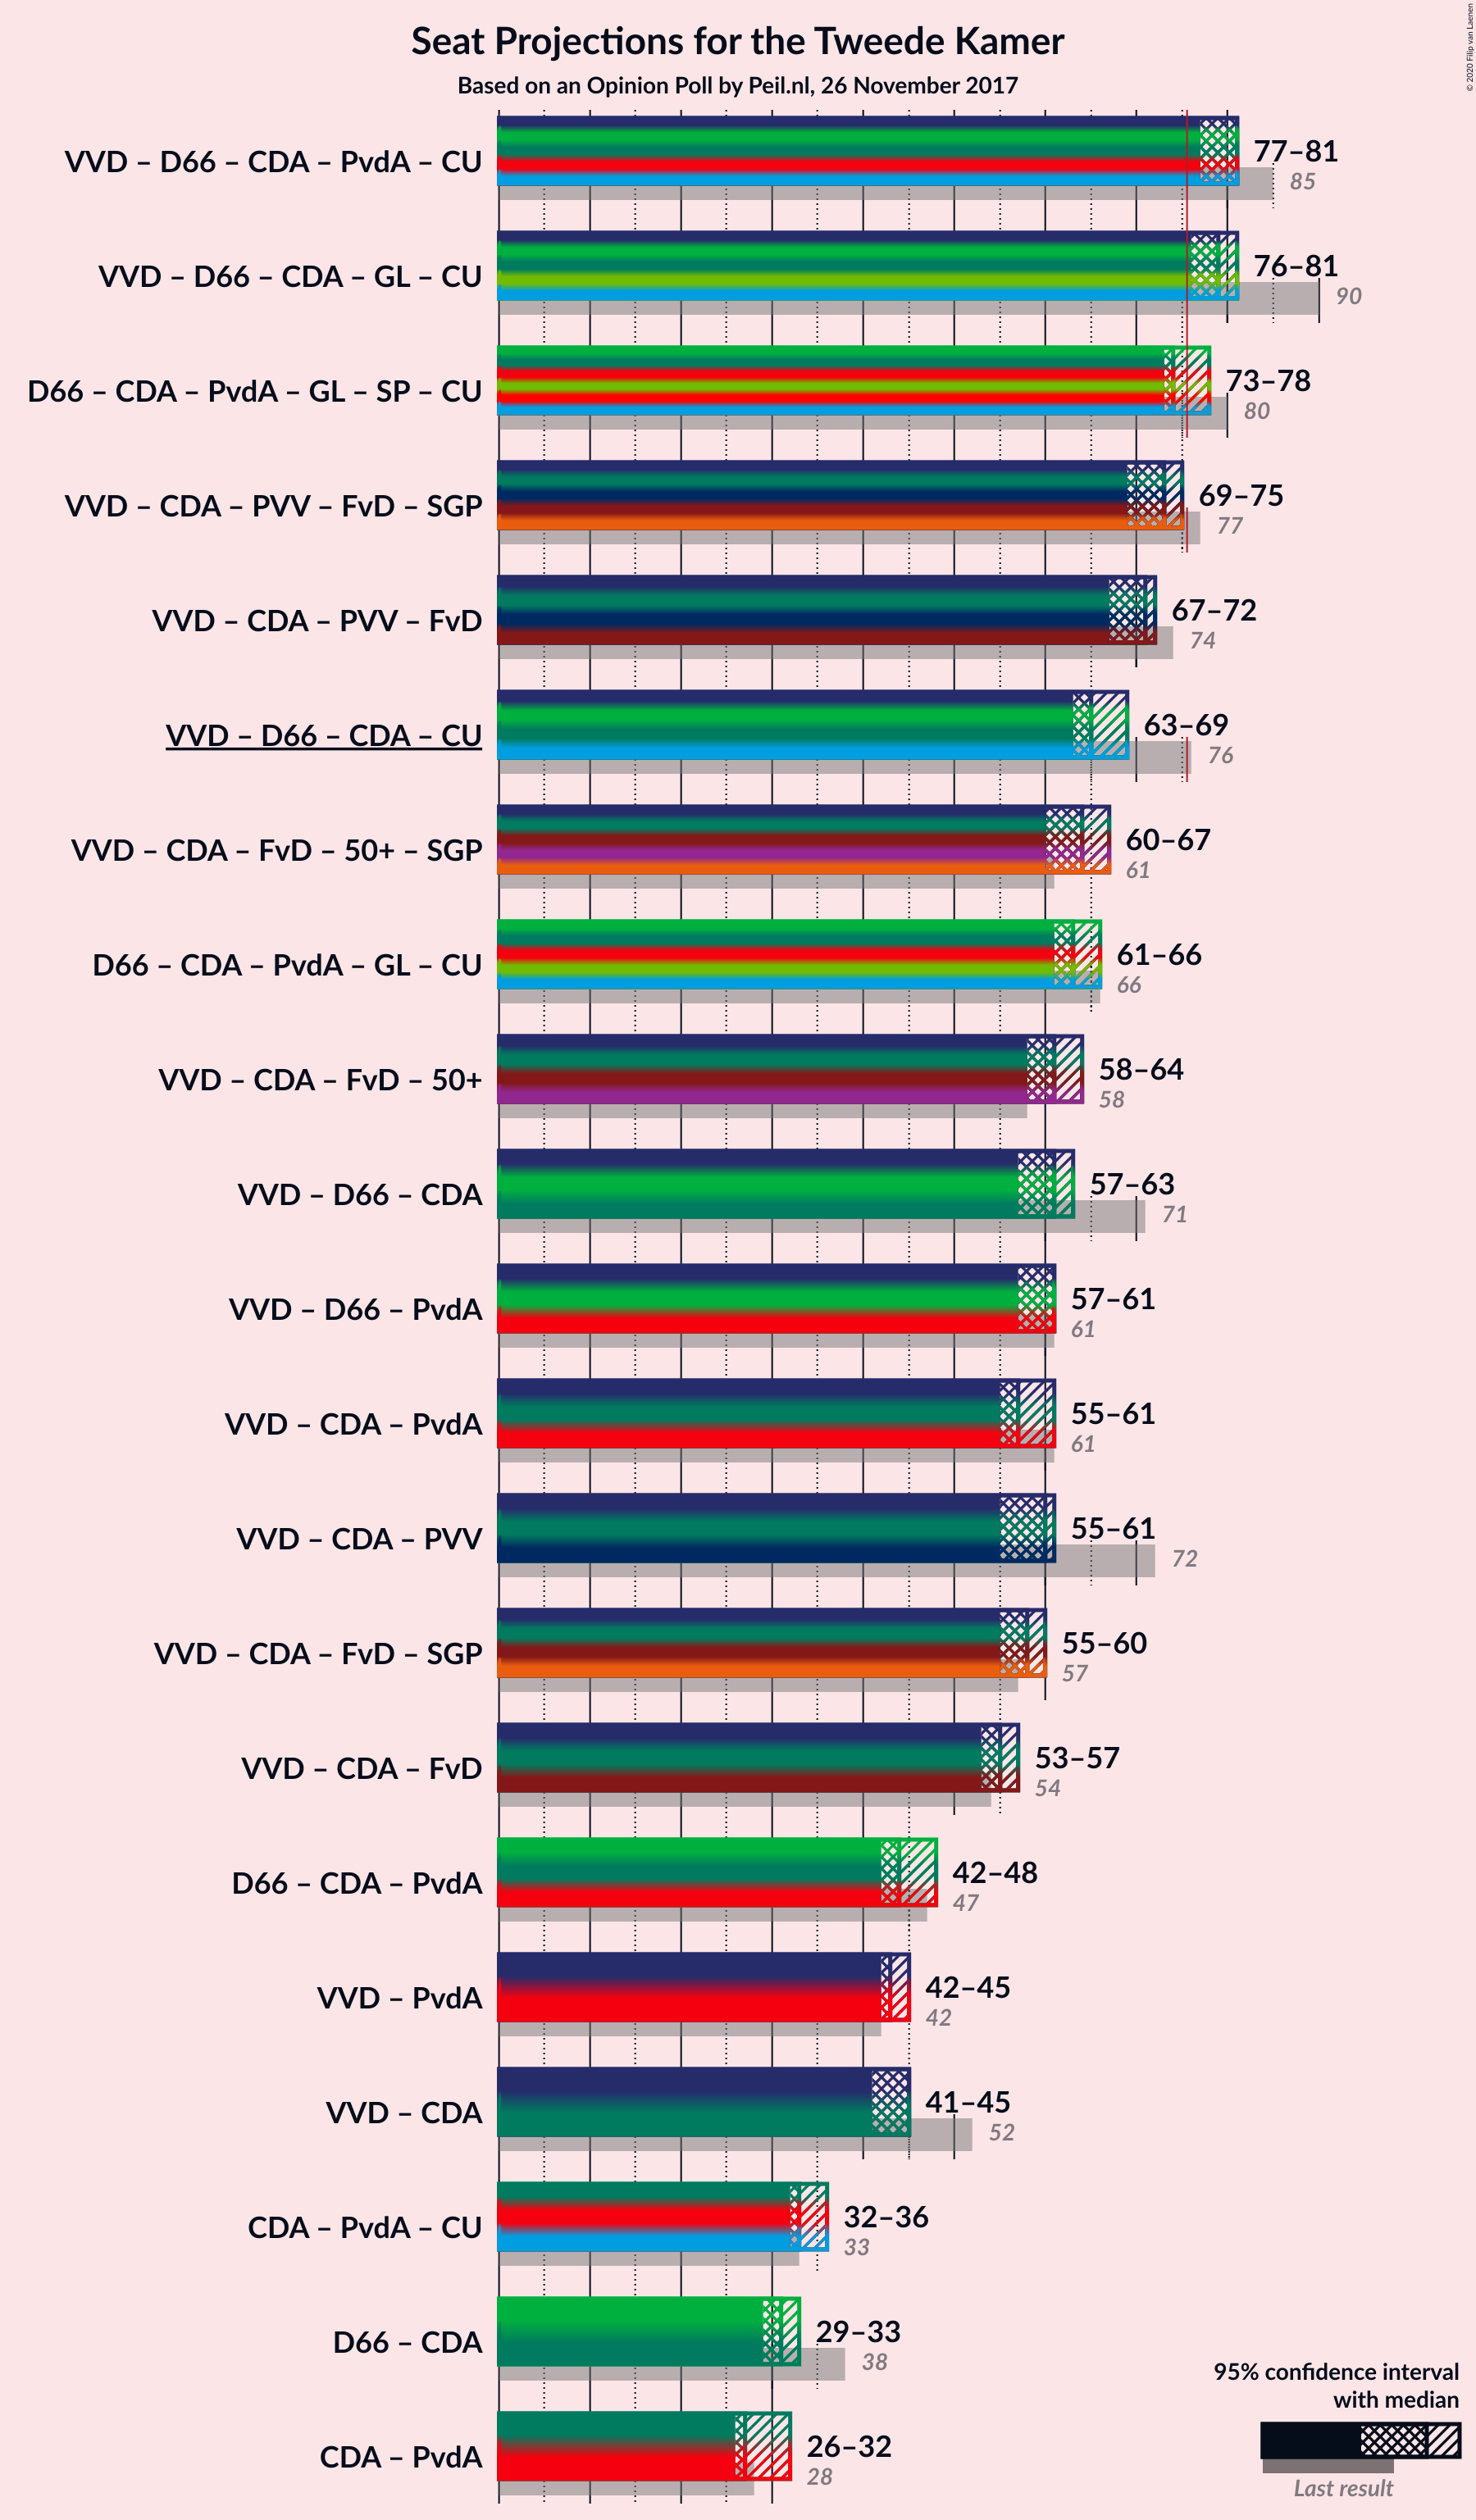 Seat Projections for the Tweede Kamer
Based on an Opinion Poll by Peil.nl, 26 November 2017
© 2020 Filip van Laenen
VVD – D66 – CDA – PvdA – CU
77–81
85
VVD – D66 – CDA – GL – CU
76–81
90
D66 – CDA – PvdA – GL – SP – CU
73–78
80
VVD – CDA – PVV – FvD – SGP
69–75
77
VVD – CDA – PVV – FvD
67–72
74
VVD – D66 – CDA – CU
63–69
76
VVD – CDA – FvD – 50+ – SGP
60–67
61
D66 – CDA – PvdA – GL – CU
61–66
66
VVD – CDA – FvD – 50+
58–64
58
VVD – D66 – CDA
57–63
71
VVD – D66 – PvdA
57–61
61
VVD – CDA – PvdA
55–61
61
VVD – CDA – PVV
55–61
72
VVD – CDA – FvD – SGP
55–60
57
VVD – CDA – FvD
53–57
54
D66 – CDA – PvdA
42–48
47
VVD – PvdA
42–45
42
VVD – CDA
41–45
52
CDA – PvdA – CU
32–36
33
D66 – CDA
29–33
38
CDA – PvdA
26–32
28
95% confidence interval
with median
Last result